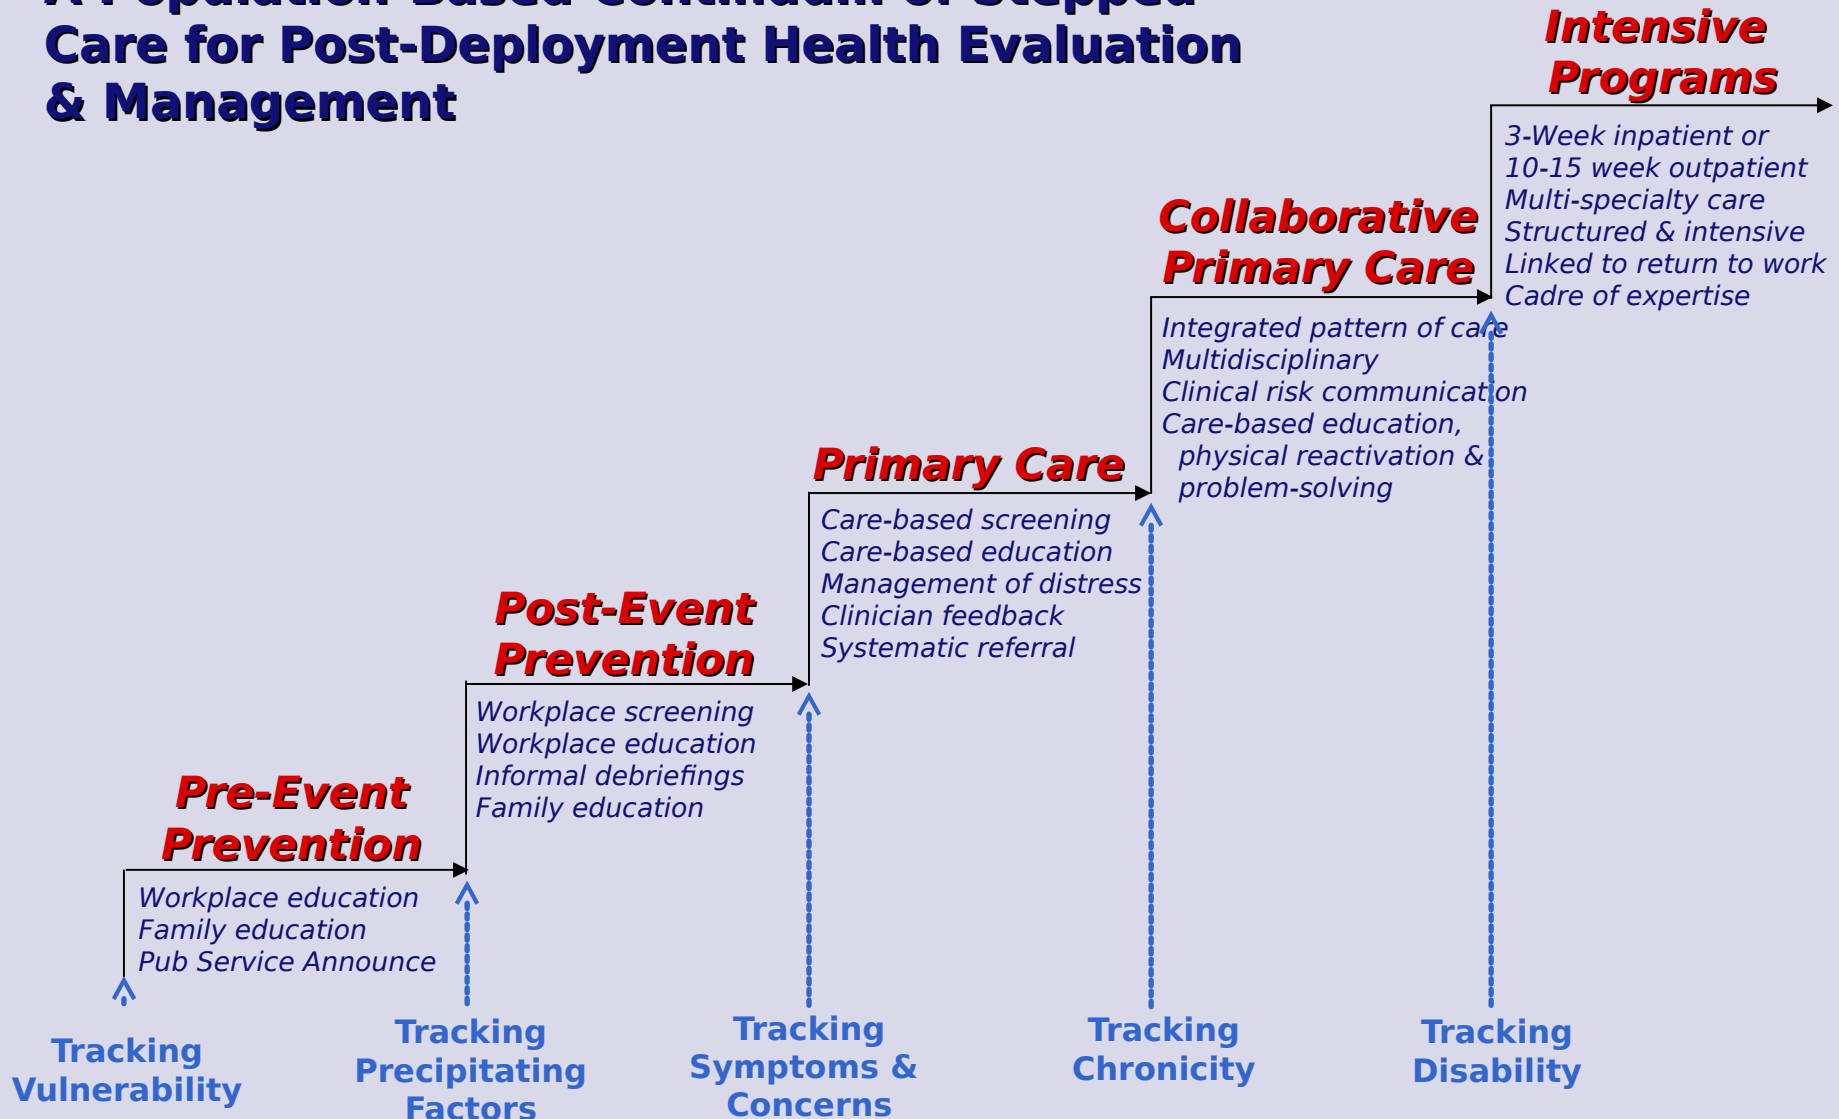 A Population-Based Continuum of Stepped
Care for Post-Deployment Health Evaluation
& Management
Intensive
Programs
3-Week inpatient or
10-15 week outpatient
Multi-specialty care
Structured & intensive
Linked to return to work
Cadre of expertise
Collaborative
Primary Care
Integrated pattern of care
Multidisciplinary
Clinical risk communication
Care-based education,
physical reactivation &
problem-solving
Primary Care
Care-based screening
Care-based education
Management of distress
Clinician feedback
Systematic referral
Post-Event
Prevention
Workplace screening
Workplace education
Informal debriefings
Family education
Pre-Event
Prevention
Workplace education
Family education
Pub Service Announce
Tracking
Vulnerability
Tracking
Precipitating
Factors
Tracking
Symptoms &
Concerns
Tracking
Chronicity
Tracking
Disability